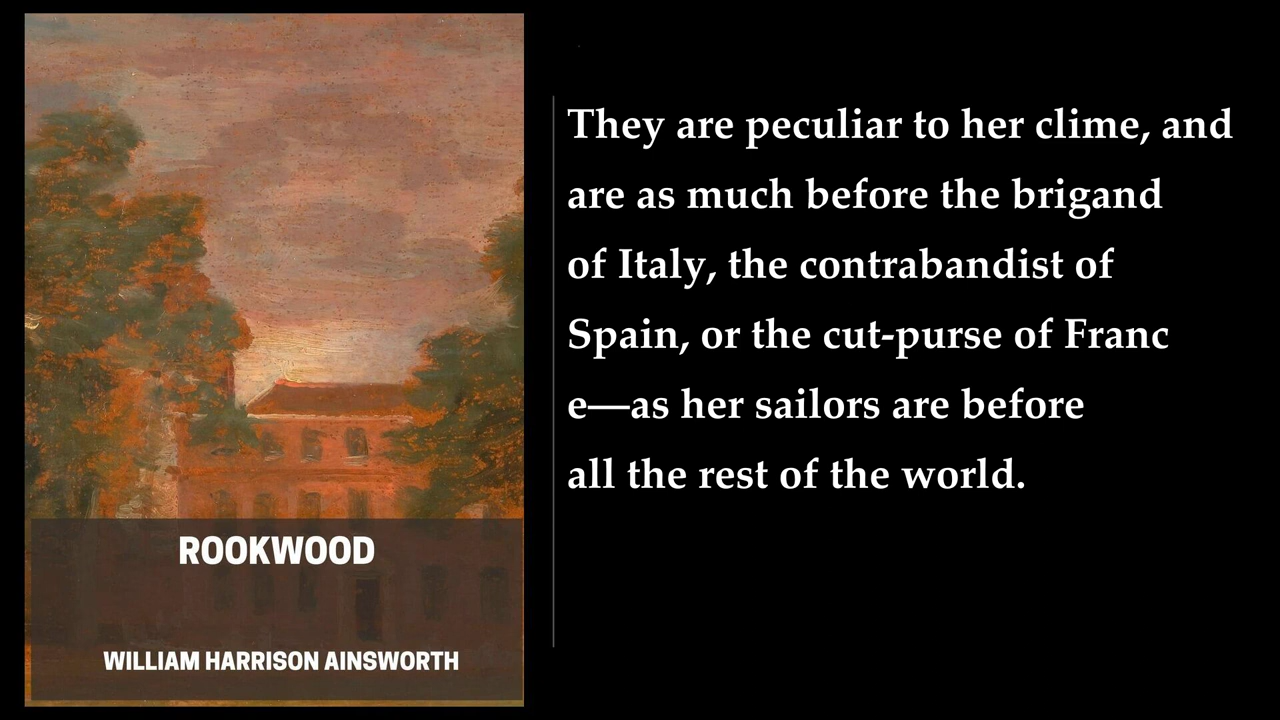 They are peculiar to her clime, and
are as much before the brigand
of Italy, the contrabandist of
Spain, or the cut-purse of Franc
e—as her sailors are before
all the rest of the world.
ROOKWOOD
WILLIAM HARRISON AINSWORTH